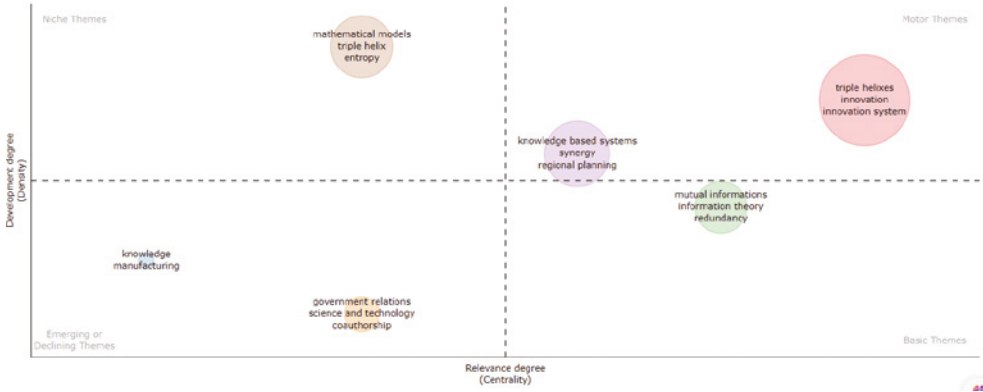 Niche Themes
Motor Themes
mathematical models
triple helix
entropy
triple helixes
innovation
innovation system
knowledge based systems
synergy
regional planning
mutual informations
information theory
redundancy
knowledge
manufacturing
government relations
science and technology
coauthorship
Emerging or
Declining Themes
Basic Themes
Development degree
(Density)
Relevance degree
(Centrality)